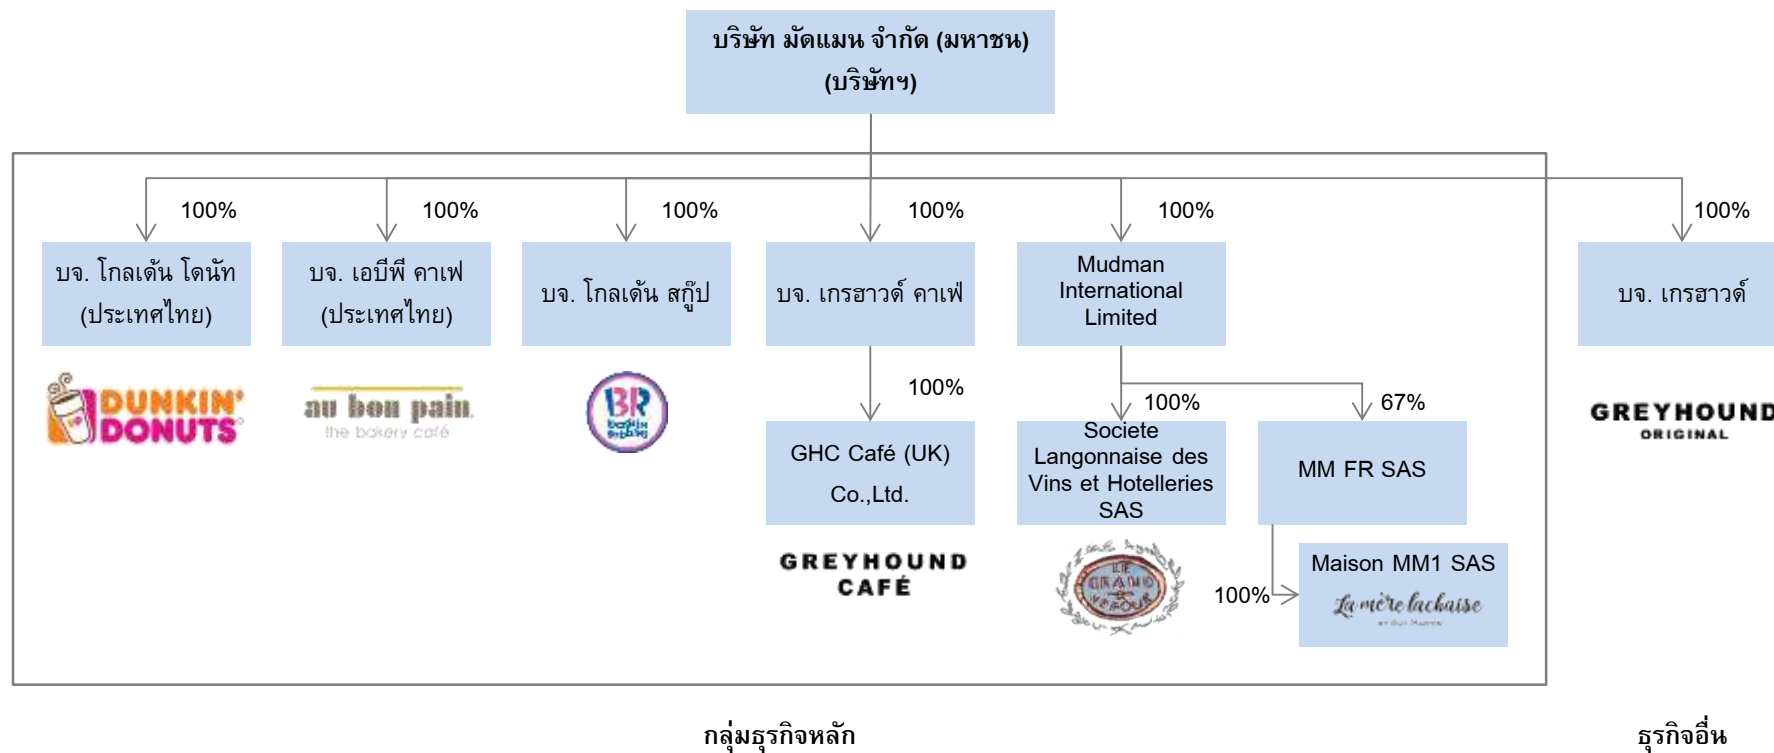 บริษัท มัดแมน จำกัด (มหาชน)
(บริษัทฯ)
100%
100%
100%
100%
100%
100%
บจ. โกลเด้น โดนัท
(ประเทศไทย)
บจ. เอบีพี คาเฟ
(ประเทศไทย)
บจ. โกลเด้น สกู๊ป
บจ. เกรฮาวด์ คาเฟ่
Mudman
International
Limited
บจ. เกรฮาวด์
DUNKIN'
DONUTS
au bon pain
the bakery café
BR
baskin
robbins
GREYHOUND
ORIGINAL
100%
100%
67%
GHC Café (UK)
Co.,Ltd.
Societe
Langonnaise des
Vins et Hotelleries
SAS
MM FR SAS
GREYHOUND
CAFÉ
LE
GRAND
VEFOUR
100%
Maison MM1 SAS
La mère lachaise
กลุ่มธุรกิจหลัก
ธุรกิจอื่น